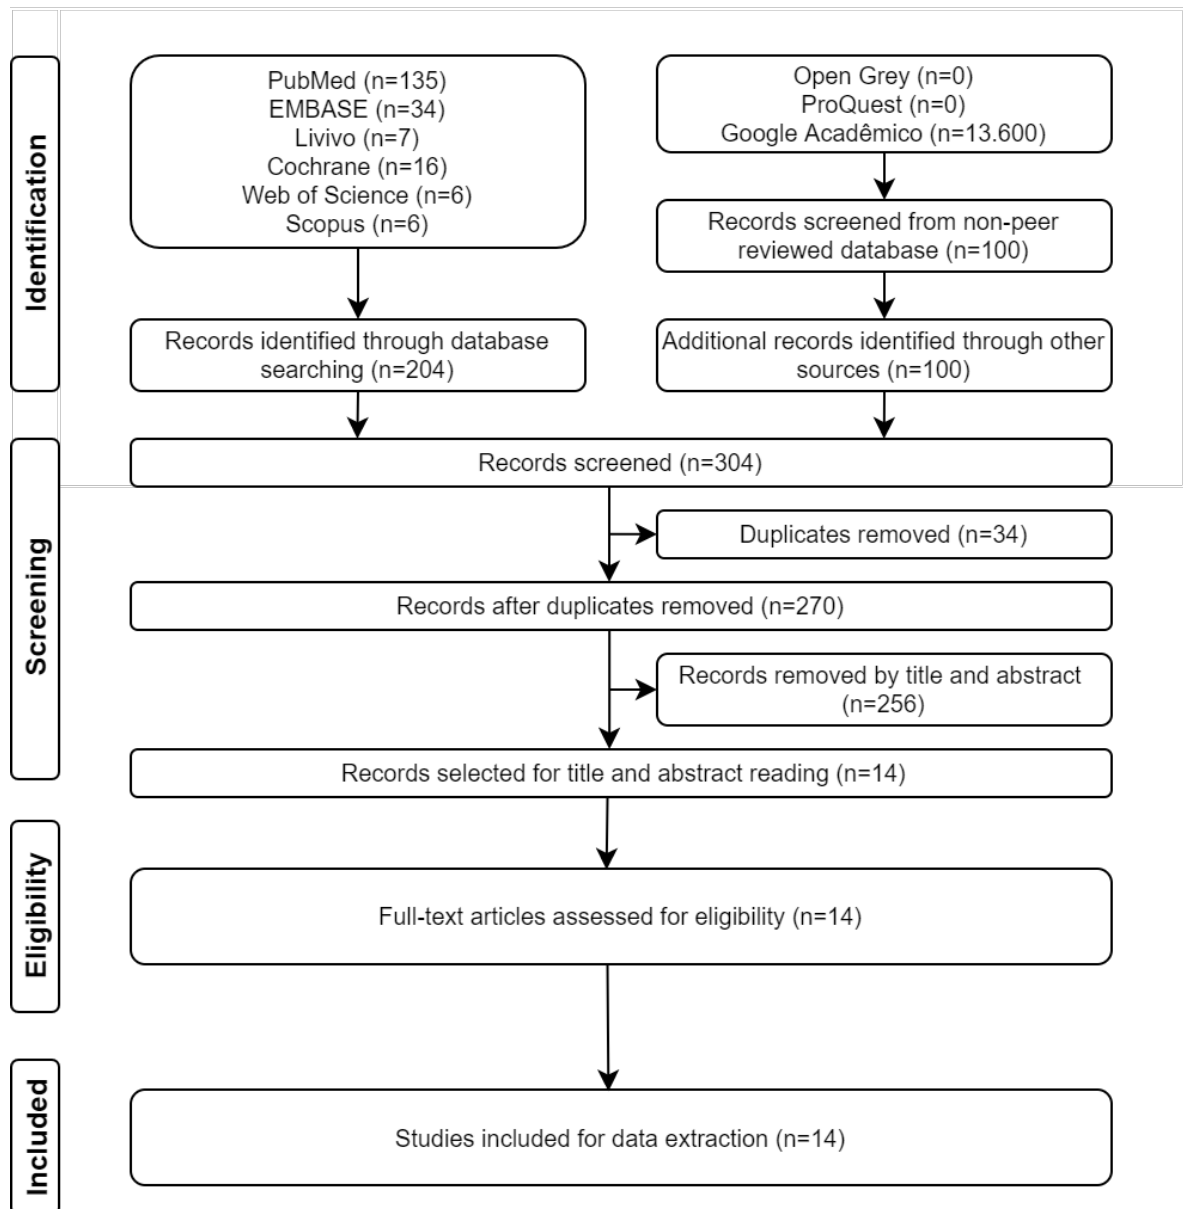 Identification
PubMed (n=135)
EMBASE (n=34)
Livivo (n=7)
Cochrane (n=16)
Web of Science (n=6)
Scopus (n=6)
Open Grey (n=0)
ProQuest (n=0)
Google Acadêmico (n=13.600)
Records screened from non-peer
reviewed database (n=100)
Records identified through database
searching (n=204)
Additional records identified through other
sources (n=100)
Screening
Records screened (n=304)
Duplicates removed (n=34)
Records after duplicates removed (n=270)
Records removed by title and abstract
(n=256)
Records selected for title and abstract reading (n=14)
Eligibility
Full-text articles assessed for eligibility (n=14)
Included
Studies included for data extraction (n=14)